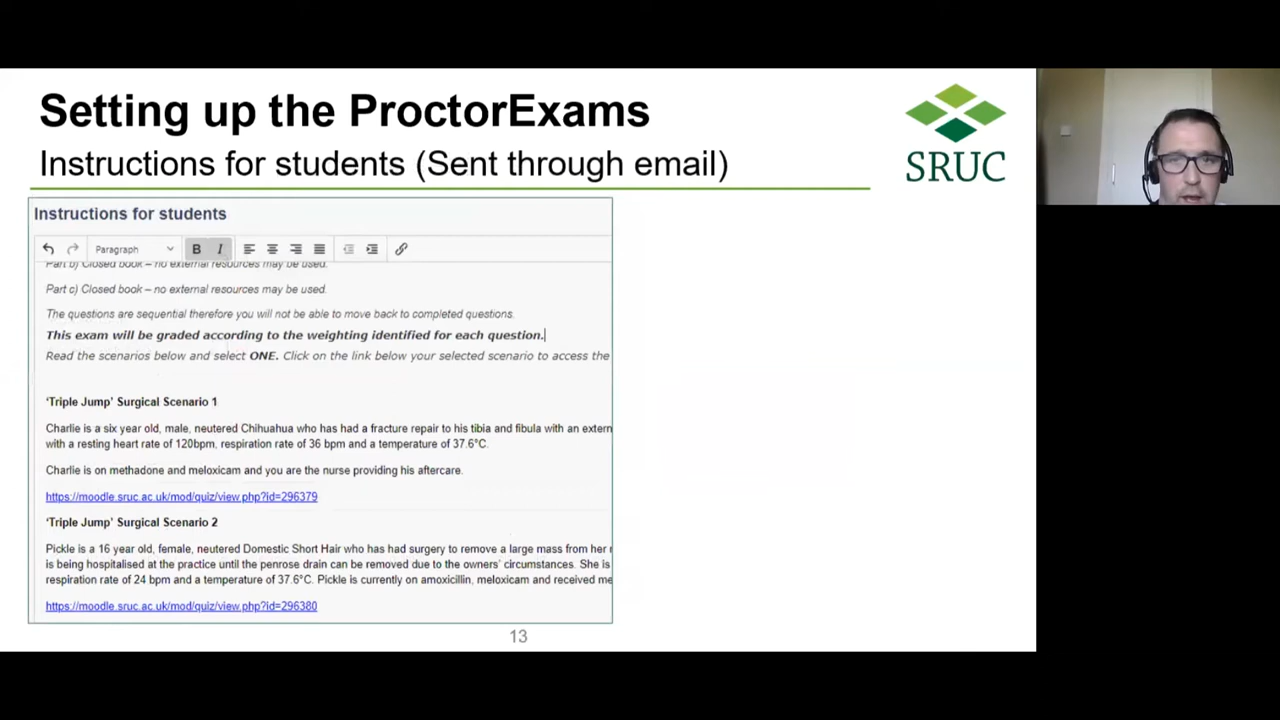 Setting up the ProctorExams
Instructions for students (Sent through email)
SRUC
Instructions for students
Paragraph
B I
Part b) Closed book – no external resources may be used.
Part c) Closed book – no external resources may be used.
The questions are sequential therefore you will not be able to move back to completed questions.
This exam will be graded according to the weighting identified for each question.
Read the scenarios below and select ONE. Click on the link below your selected scenario to access the
‘Triple Jump’ Surgical Scenario 1
Charlie is a six year old, male, neutered Chihuahua who has had a fracture repair to his tibia and fibula with an extern
with a resting heart rate of 120bpm, respiration rate of 36 bpm and a temperature of 37.6°C.
Charlie is on methadone and meloxicam and you are the nurse providing his aftercare.
https://moodle.sruc.ac.uk/mod/quiz/view.php?id=296379
‘Triple Jump’ Surgical Scenario 2
Pickle is a 16 year old, female, neutered Domestic Short Hair who has had surgery to remove a large mass from her
is being hospitalised at the practice until the penrose drain can be removed due to the owners’ circumstances. She is
respiration rate of 24 bpm and a temperature of 37.6°C. Pickle is currently on amoxicillin, meloxicam and received me
https://moodle.sruc.ac.uk/mod/quiz/view.php?id=296380
13